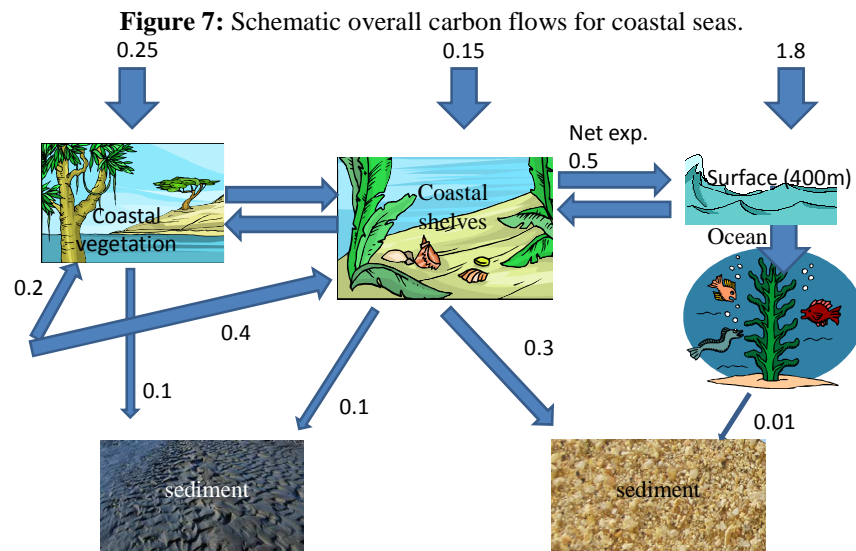 Figure 7: Schematic overall carbon flows for coastal seas.
0.25
0.15
1.8
Net exp.
0.5
Coastal
vegetation
Coastal
shelves
Surface (400m)
Ocean
0.2
0.4
0.3
0.1
0.1
0.01
sediment
sediment